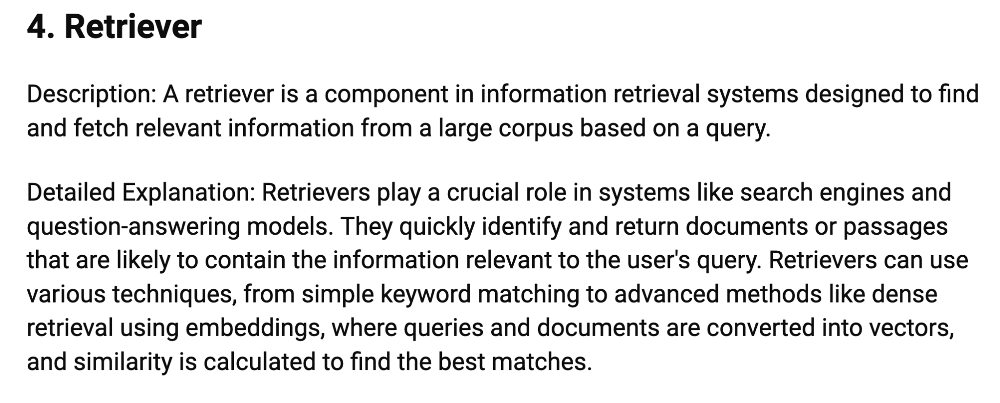 4. Retriever
Description: A retriever is a component in information retrieval systems designed to find
and fetch relevant information from a large corpus based on a query.
Detailed Explanation: Retrievers play a crucial role in systems like search engines and
question-answering models. They quickly identify and return documents or passages
that are likely to contain the information relevant to the user's query. Retrievers can use
various techniques, from simple keyword matching to advanced methods like dense
retrieval using embeddings, where queries and documents are converted into vectors,
and similarity is calculated to find the best matches.